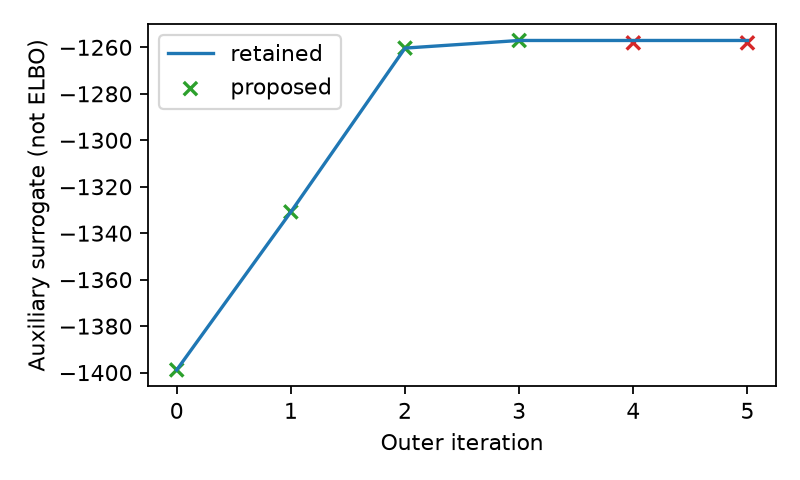 retained
proposed
Auxiliary surrogate (not ELBO)
−1260
−1280
−1300
−1320
−1340
−1360
−1380
−1400
0 1 2 3 4 5
Outer iteration